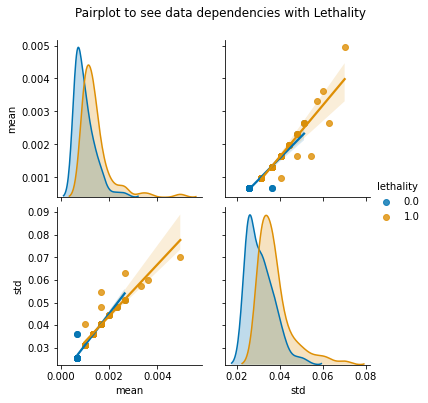 Pairplot to see data dependencies with Lethality
0.005
0.004
0.003
0.002
0.001
mean
lethality
0.0
1.0
0.09
0.08
0.07
0.06
0.05
0.04
0.03
std
0.000 0.002 0.004
mean
0.02 0.04 0.06 0.08
std